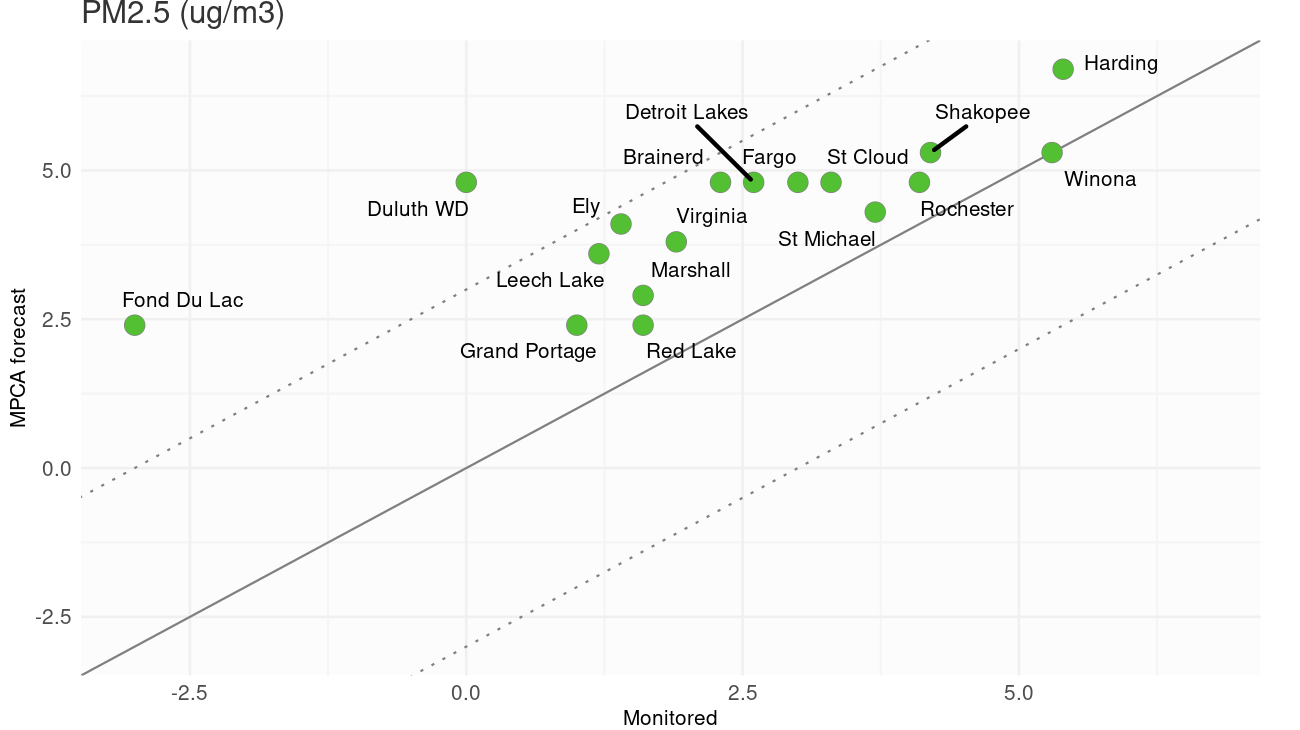 PM2.5 (ug/m3)
Harding
Detroit Lakes
Shakopee
Brainerd
Fargo
St Cloud
5.0
Winona
Duluth WD
Ely
Virginia
Rochester
St Michael
Leech Lake
Marshall
Fond Du Lac
2.5
Grand Portage
Red Lake
MPCA forecast
0.0
-2.5
-2.5
0.0
2.5
5.0
Monitored